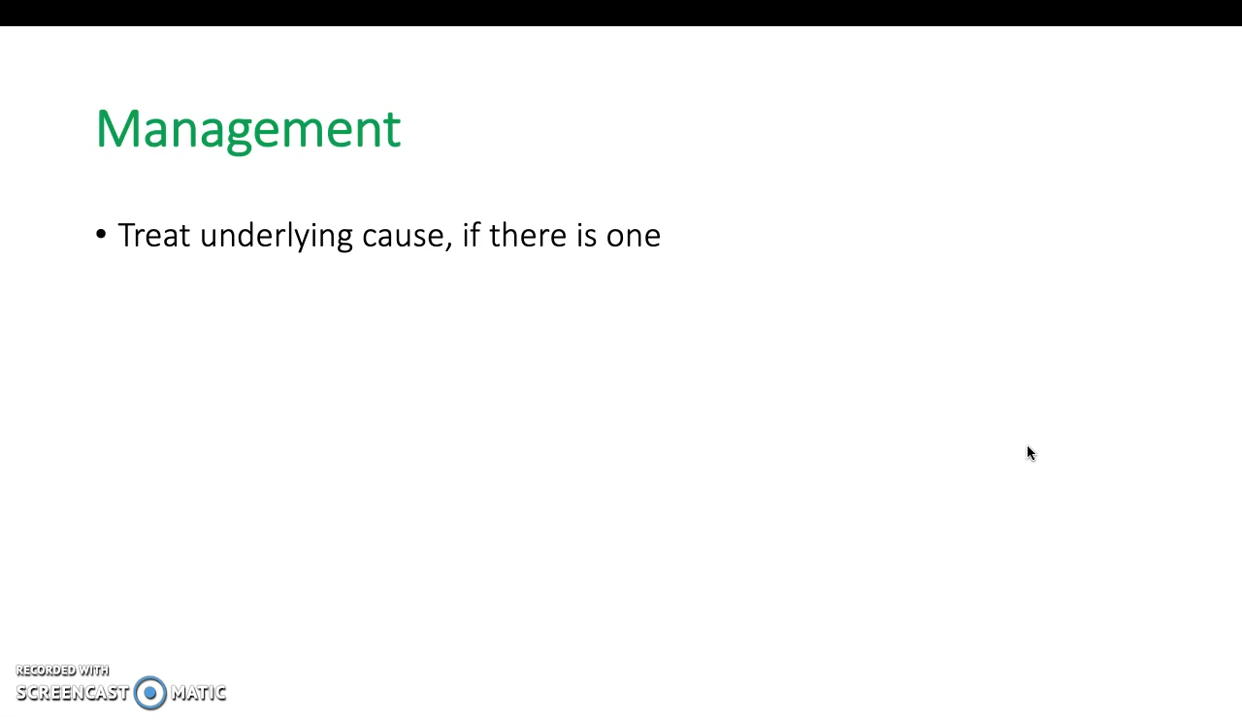 Management
• Treat underlying cause, if there is one
RECORDED WITH
SCREENCAST MATIC